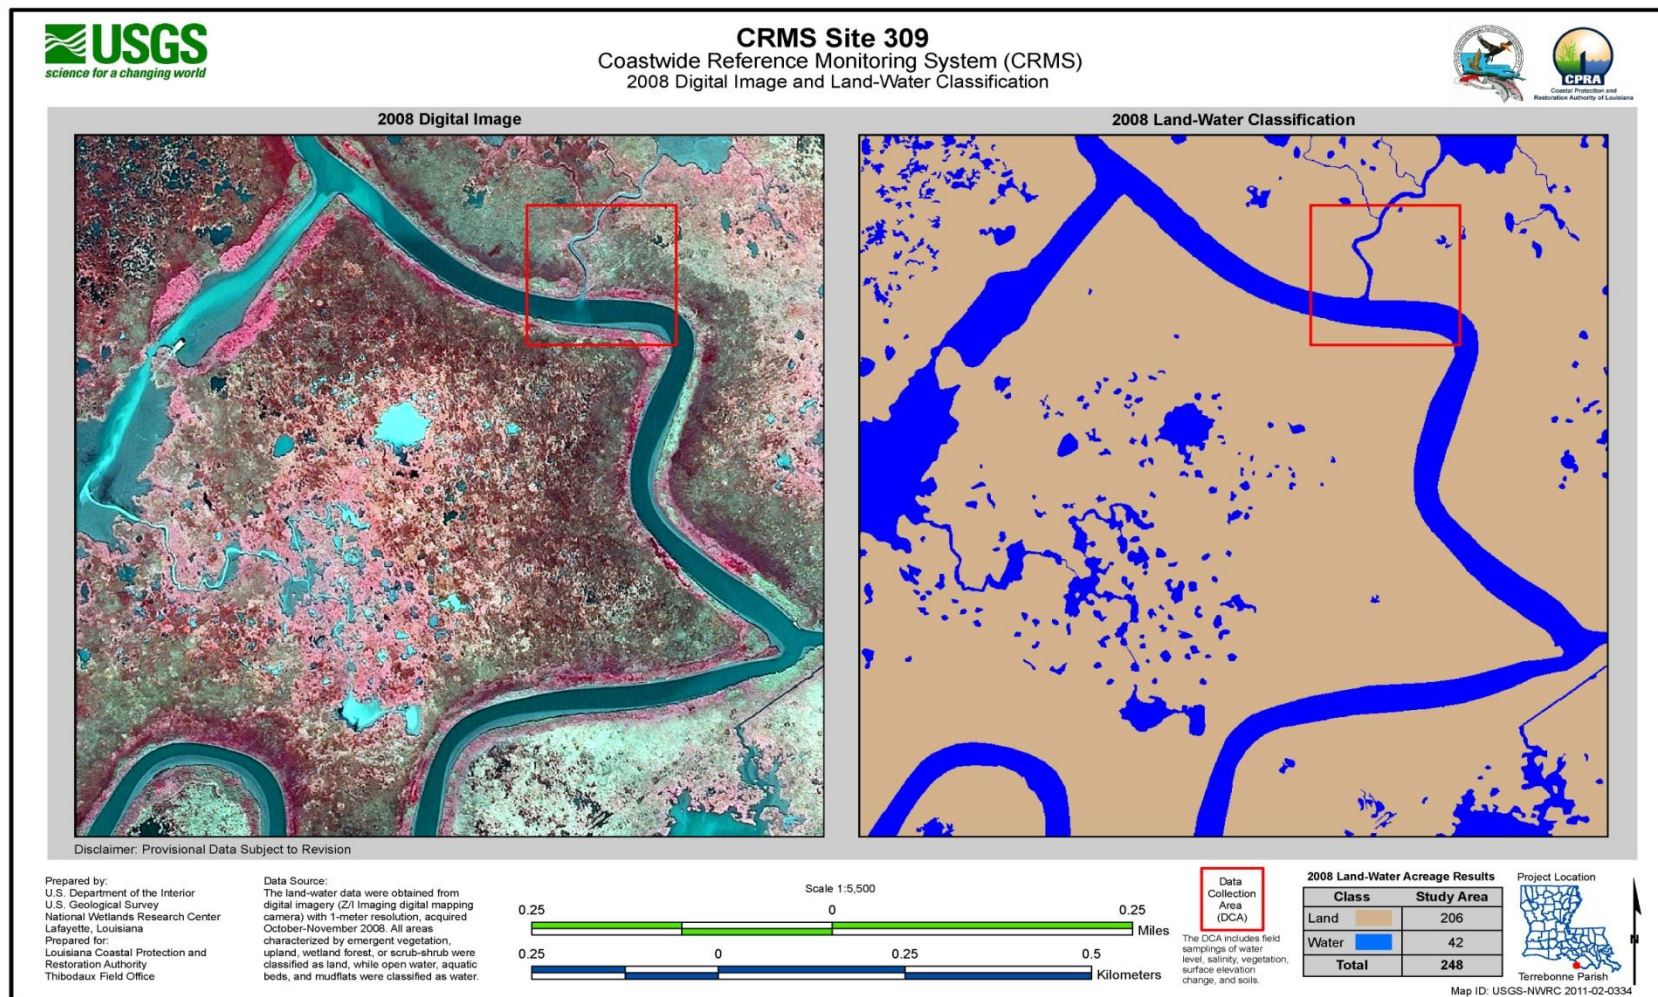 USGS
science for a changing world
CRMS Site 309
Coastwide Reference Monitoring System (CRMS)
2008 Digital Image and Land-Water Classification
CPRA
Coastal Protection and
Restoration Authority of Louisiana
2008 Digital Image
2008 Land-Water Classification
Disclaimer: Provisional Data Subject to Revision
Prepared by:
U.S. Department of the Interior
U.S. Geological Survey
National Wetlands Research Center
Lafayette, Louisiana
Prepared for:
Louisiana Coastal Protection and
Restoration Authority
Thibodaux Field Office
Data Source:
The land-water data were obtained from
digital imagery (Z/I Imaging digital mapping
camera) with 1-meter resolution, acquired
October-November 2008. All areas
characterized by emergent vegetation,
upland, wetland forest, or scrub-shrub were
classified as land, while open water, aquatic
beds, and mudflats were classified as water.
Scale 1:5,500
0.25 0 0.25
Miles
0.25 0 0.25 0.5
Kilometers
Data
Collection
Area
(DCA)
The DCA includes field
samplings of water
level, salinity, vegetation,
surface elevation
change, and soils.
2008 Land-Water Acreage Results
Class Study Area
Land 206
Water 42
Total 248
Project Location
Terrebonne Parish
N
Map ID: USGS-NWRC 2011-02-0334